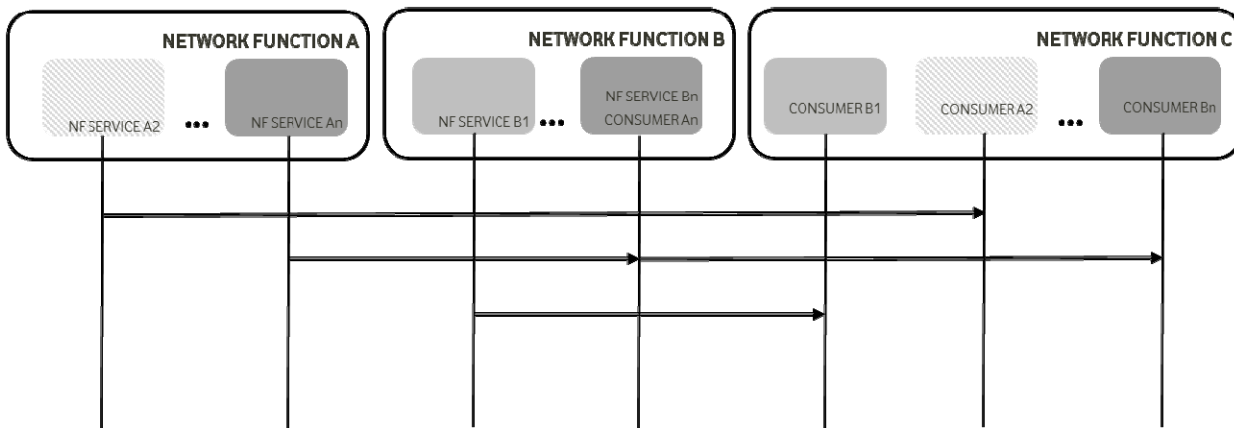 NETWORK FUNCTION A
NF SERVICE A2
...
NF SERVICE An
NETWORK FUNCTION B
NF SERVICE B1
...
NF SERVICE Bn
CONSUMER An
NETWORK FUNCTION C
CONSUMER B1
CONSUMER A2
...
CONSUMER Bn